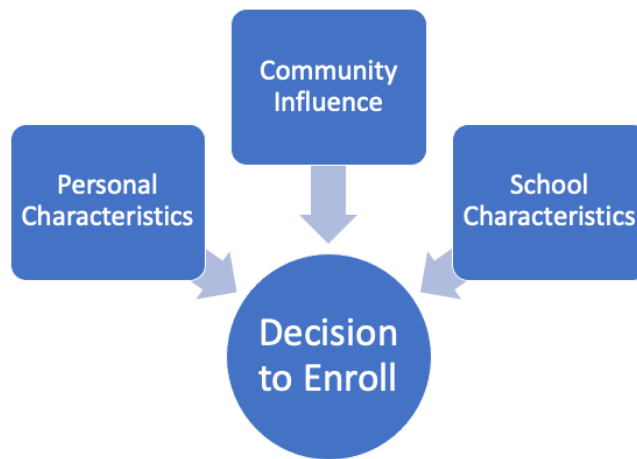 Community
Influence
Personal
Characteristics
School
Characteristics
Decision
to Enroll